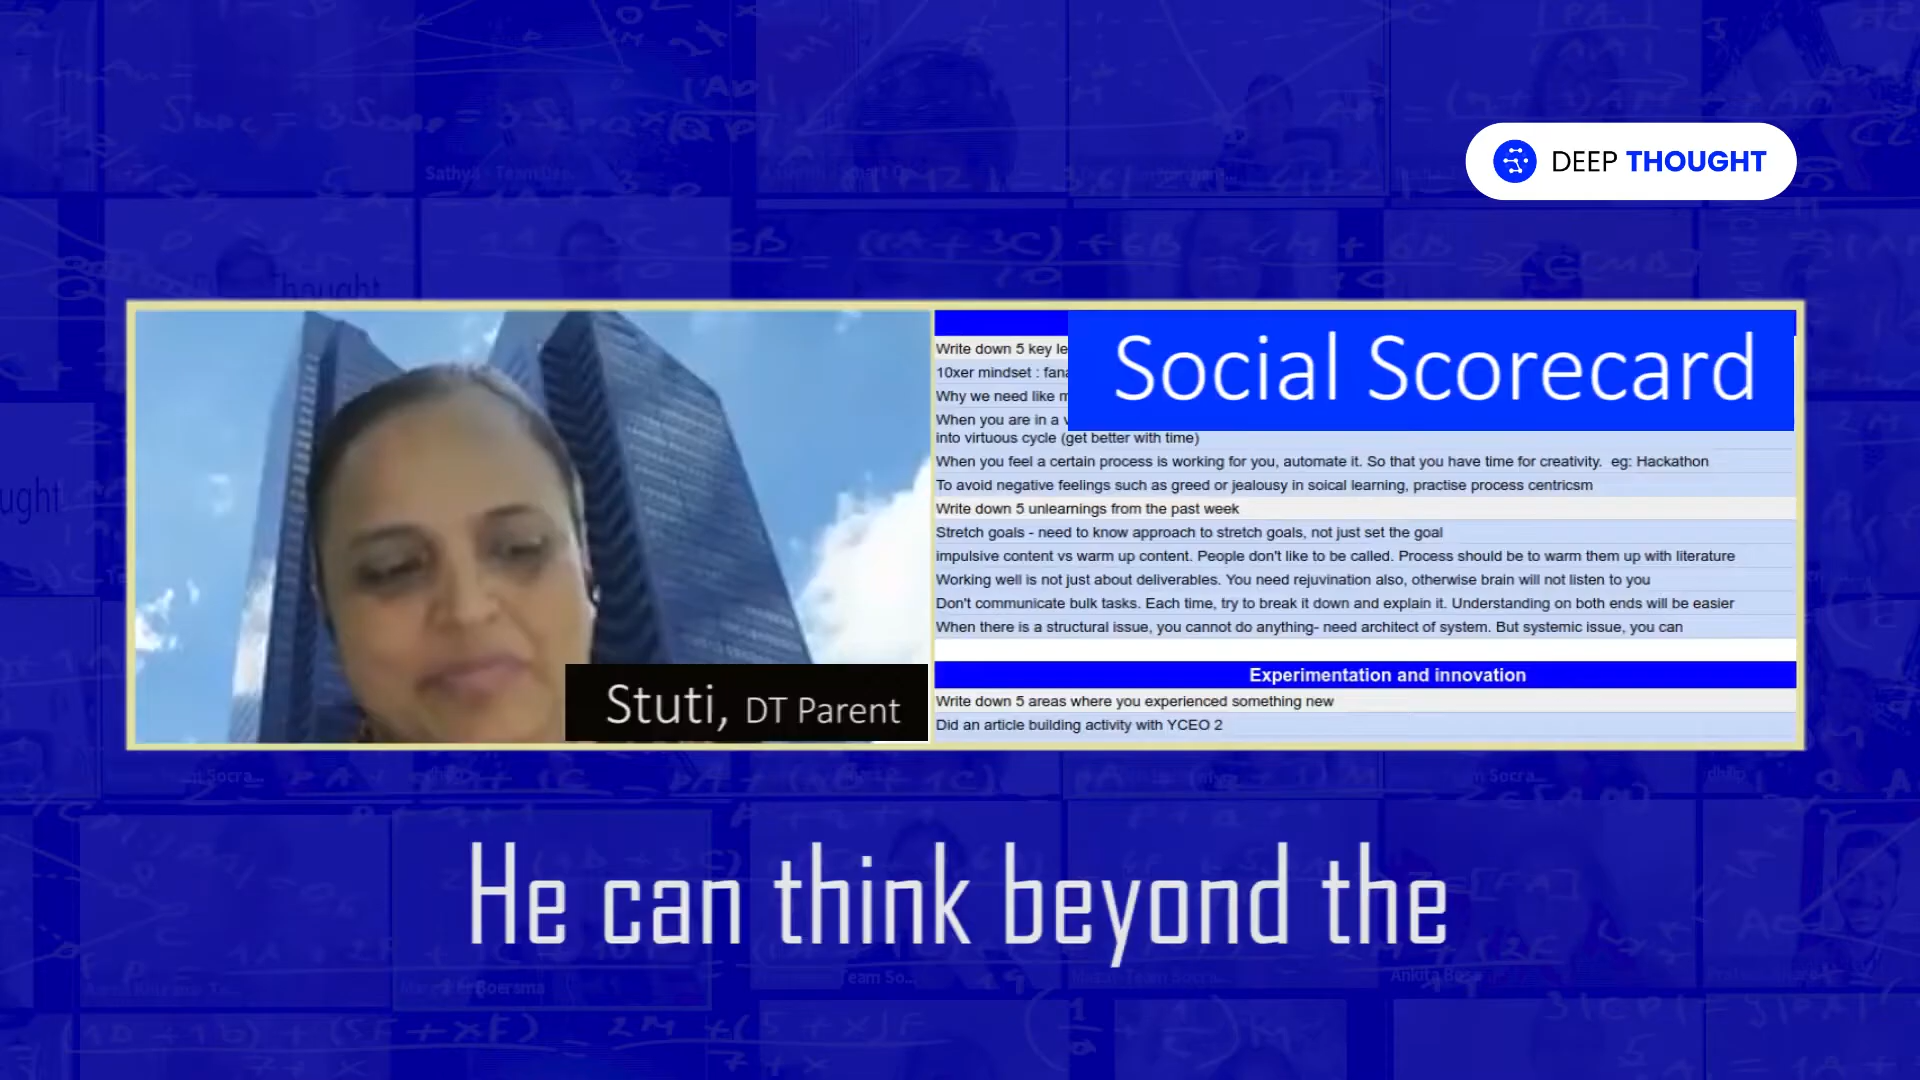 DEEP THOUGHT
Social Scorecard
Write down 5 key le
10xer mindset : fana
Why we need like m
When you are in a v
into virtuous cycle (get better with time)
When you feel a certain process is working for you, automate it. So that you have time for creativity. eg: Hackathon
To avoid negative feelings such as greed or jealousy in soical learning, practise process centricsm
Write down 5 unlearnings from the past week
Stretch goals - need to know approach to stretch goals, not just set the goal
impulsive content vs warm up content. People don't like to be called. Process should be to warm them up with literature
Working well is not just about deliverables. You need rejuvination also, otherwise brain will not listen to you
Don't communicate bulk tasks. Each time, try to break it down and explain it. Understanding on both ends will be easier
When there is a structural issue, you cannot do anything- need architect of system. But systemic issue, you can
Experimentation and innovation
Write down 5 areas where you experienced something new
Did an article building activity with YCEO 2
Stuti, DT Parent
He can think beyond the